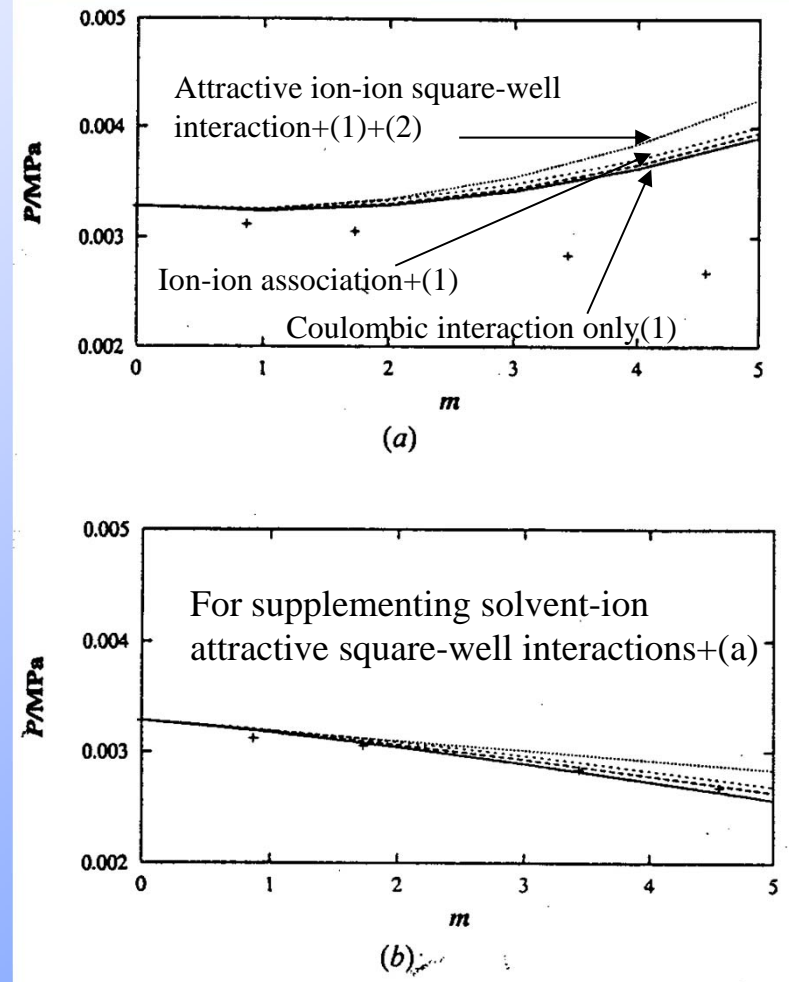 0.005
Attractive ion-ion square-well
interaction+(1)+(2)
0.004
P/MPa
0.003
Ion-ion association+(1)
Coulombic interaction only(1)
0.002
0 1 2 3 4 5
m
(a)
0.005
For supplementing solvent-ion
attractive square-well interactions+(a)
0.004
P/MPa
0.003
0.002
0 1 2 3 4 5
m
(b)